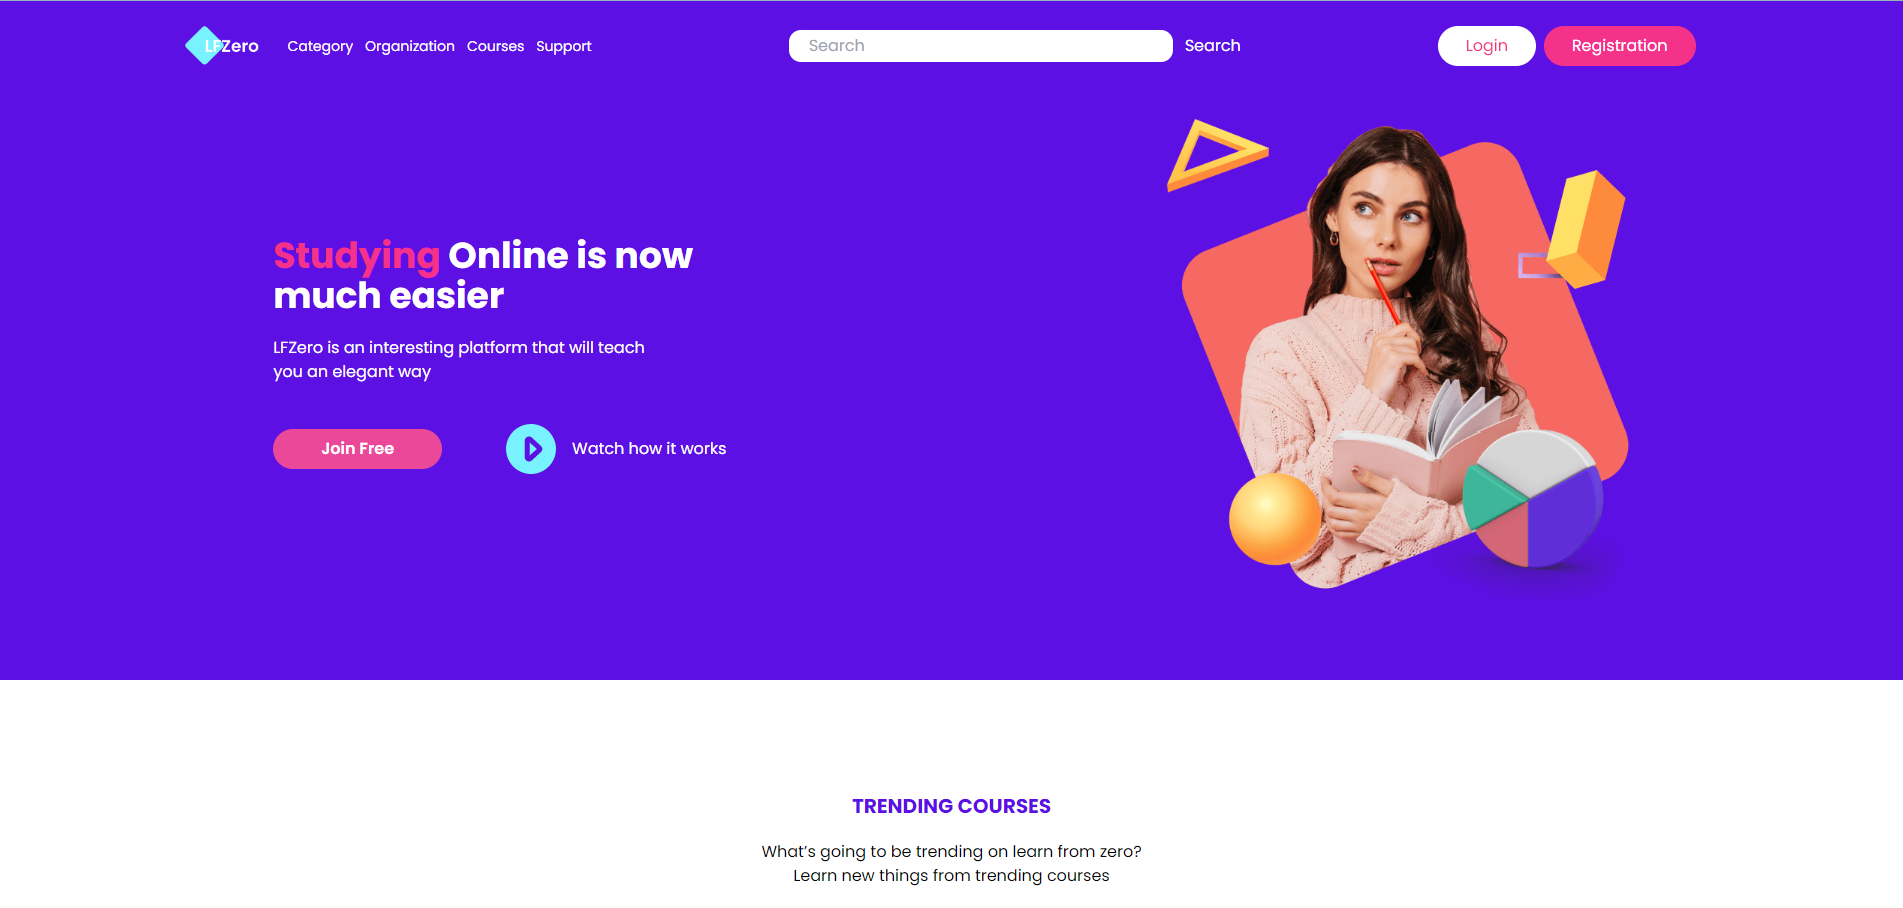 LFZero
Category Organization Courses Support
Search
Search
Login
Registration
Studying Online is now
much easier
LFZero is an interesting platform that will teach
you an elegant way
Join Free
Watch how it works
TRENDING COURSES
What’s going to be trending on learn from zero?
Learn new things from trending courses